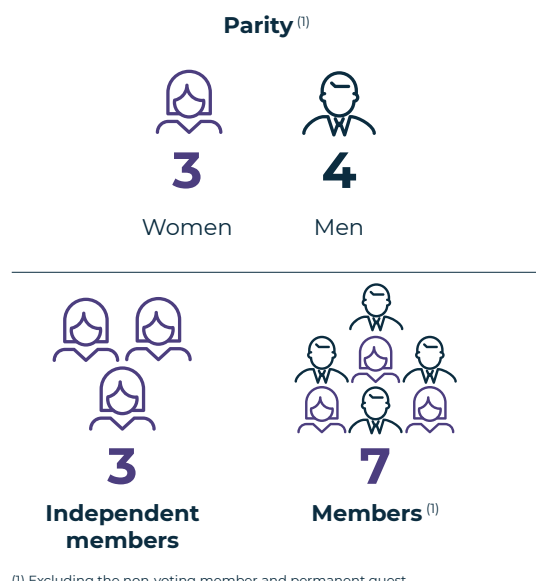 Parity (1)
3 4
Women Men
3 7
Independent
members
Members (1)
(1) Excluding the non-voting member and permanent guest